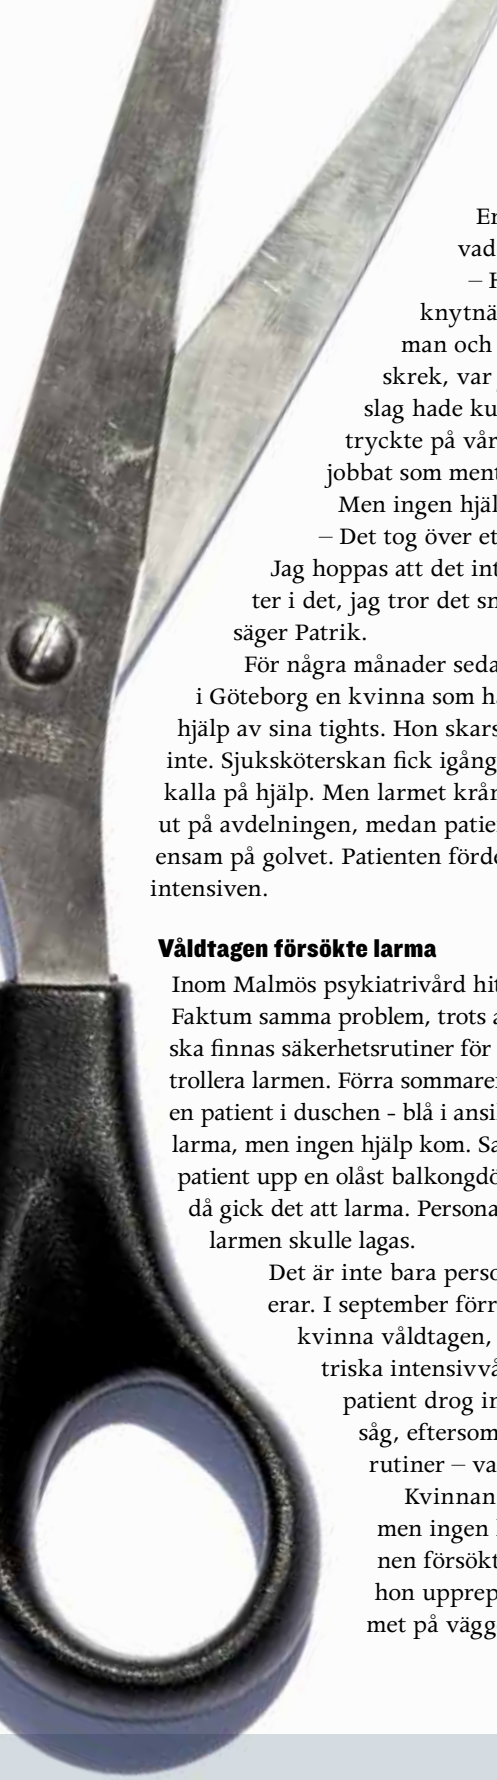 vad
knytnä
man och
skrek, var
slag hade ku
tryckte på vår
jobbat som ment
Men ingen hjäl
– Det tog över et
Jag hoppas att det int
ter i det, jag tror det sn
säger Patrik.
För några månader seda
i Göteborg en kvinna som ha
hjälp av sina tights. Hon skars
inte. Sjuksköterskan fick igång
kalla på hjälp. Men larmet krån
ut på avdelningen, medan patien
ensam på golvet. Patienten förde
intensiven.
Våldtagen försökte larma
Inom Malmös psykiatrivård hit
Faktum samma problem, trots a
ska finnas säkerhetsrutiner för
trollera larmen. Förra sommaren
en patient i duschen - blå i ansi
larma, men ingen hjälp kom. Sa
patient upp en olåst balkongdö
då gick det att larma. Persona
larmen skulle lagas.
Det är inte bara perso
erar. I september förr
kvinna våldtagen,
triska intensivvå
patient drog in
såg, eftersom
rutiner – va
Kvinnan
men ingen
nen försökt
hon upprep
met på vägg